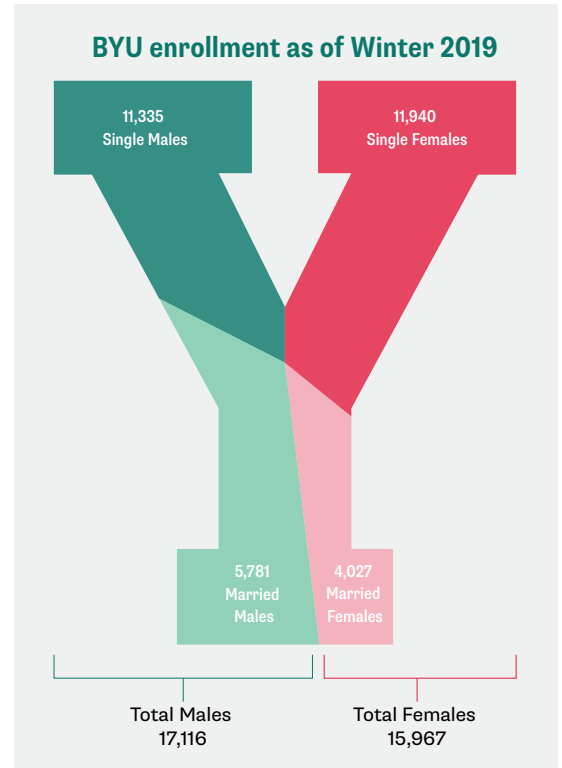 BYU enrollment as of Winter 2019
11,335
Single Males
11,940
Single Females
5,781
Married
Males
4,027
Married
Females
Total Males
17,116
Total Females
15,967